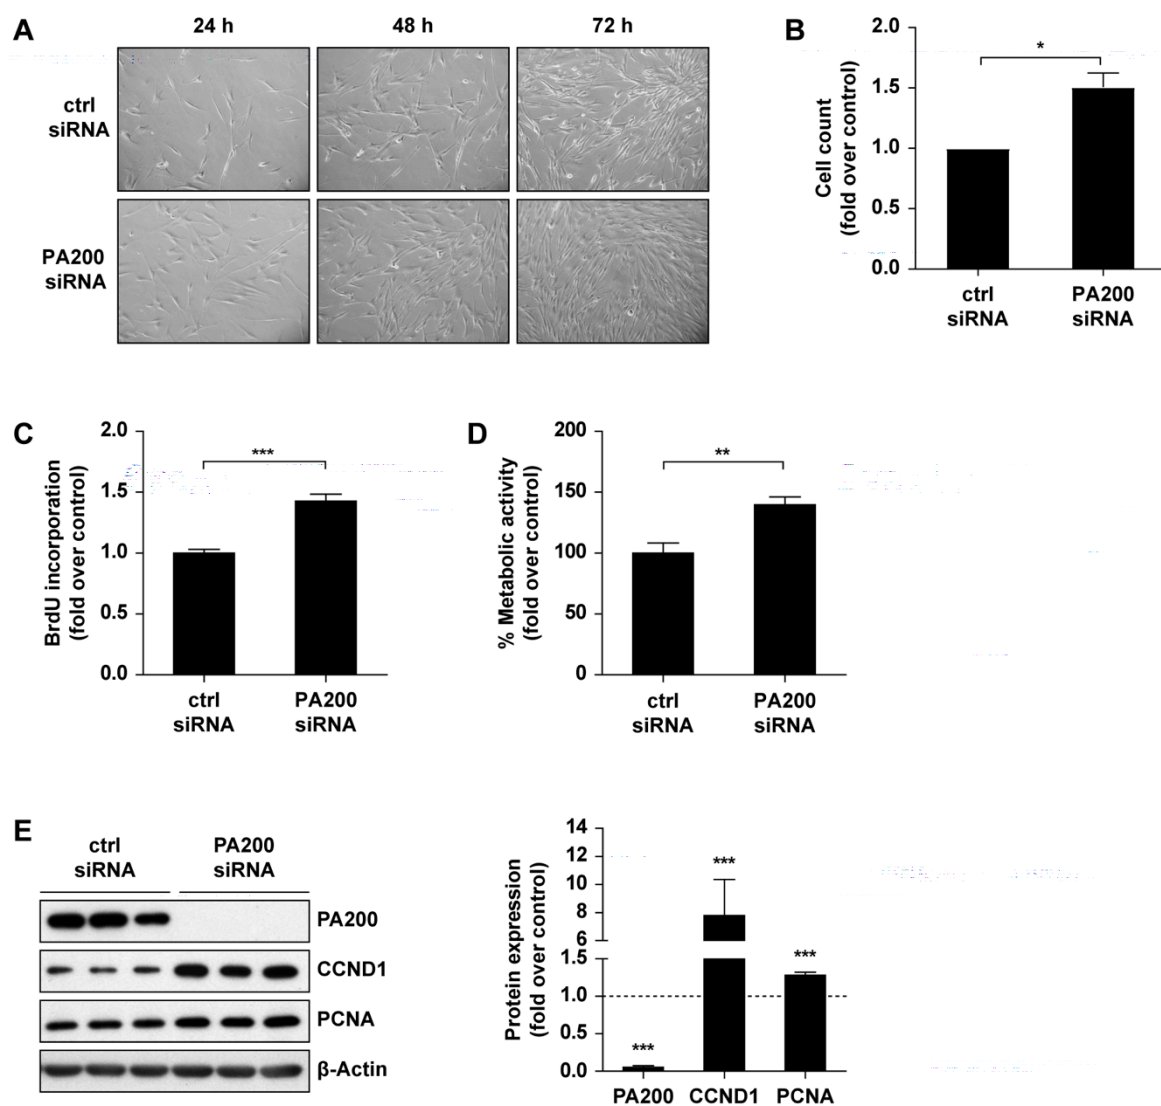 A
24 h
48 h
72 h
ctrl
siRNA
PA200
siRNA
B
Cell count
(fold over control)
2.0
1.5
1.0
0.5
0.0
*
ctrl
siRNA
PA200
siRNA
C
BrdU incorporation
(fold over control)
2.0
1.5
1.0
0.5
0.0
***
ctrl
siRNA
PA200
siRNA
D
% Metabolic activity
(fold over control)
200
150
100
50
0
**
ctrl
siRNA
PA200
siRNA
E
ctrl
siRNA
PA200
siRNA
PA200
CCND1
PCNA
β-Actin
Protein expression
(fold over control)
14
12
10
8
6
1.5
1.0
0.5
0.0
***
***
***
PA200 CCND1 PCNA